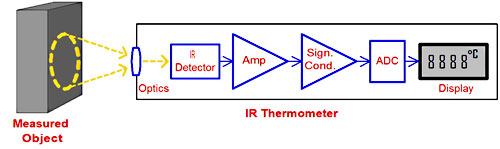 Measured
Object
Optics
IR
Detector
Amp
Sign.
Cond.
ADC
8888°C
Display
IR Thermometer